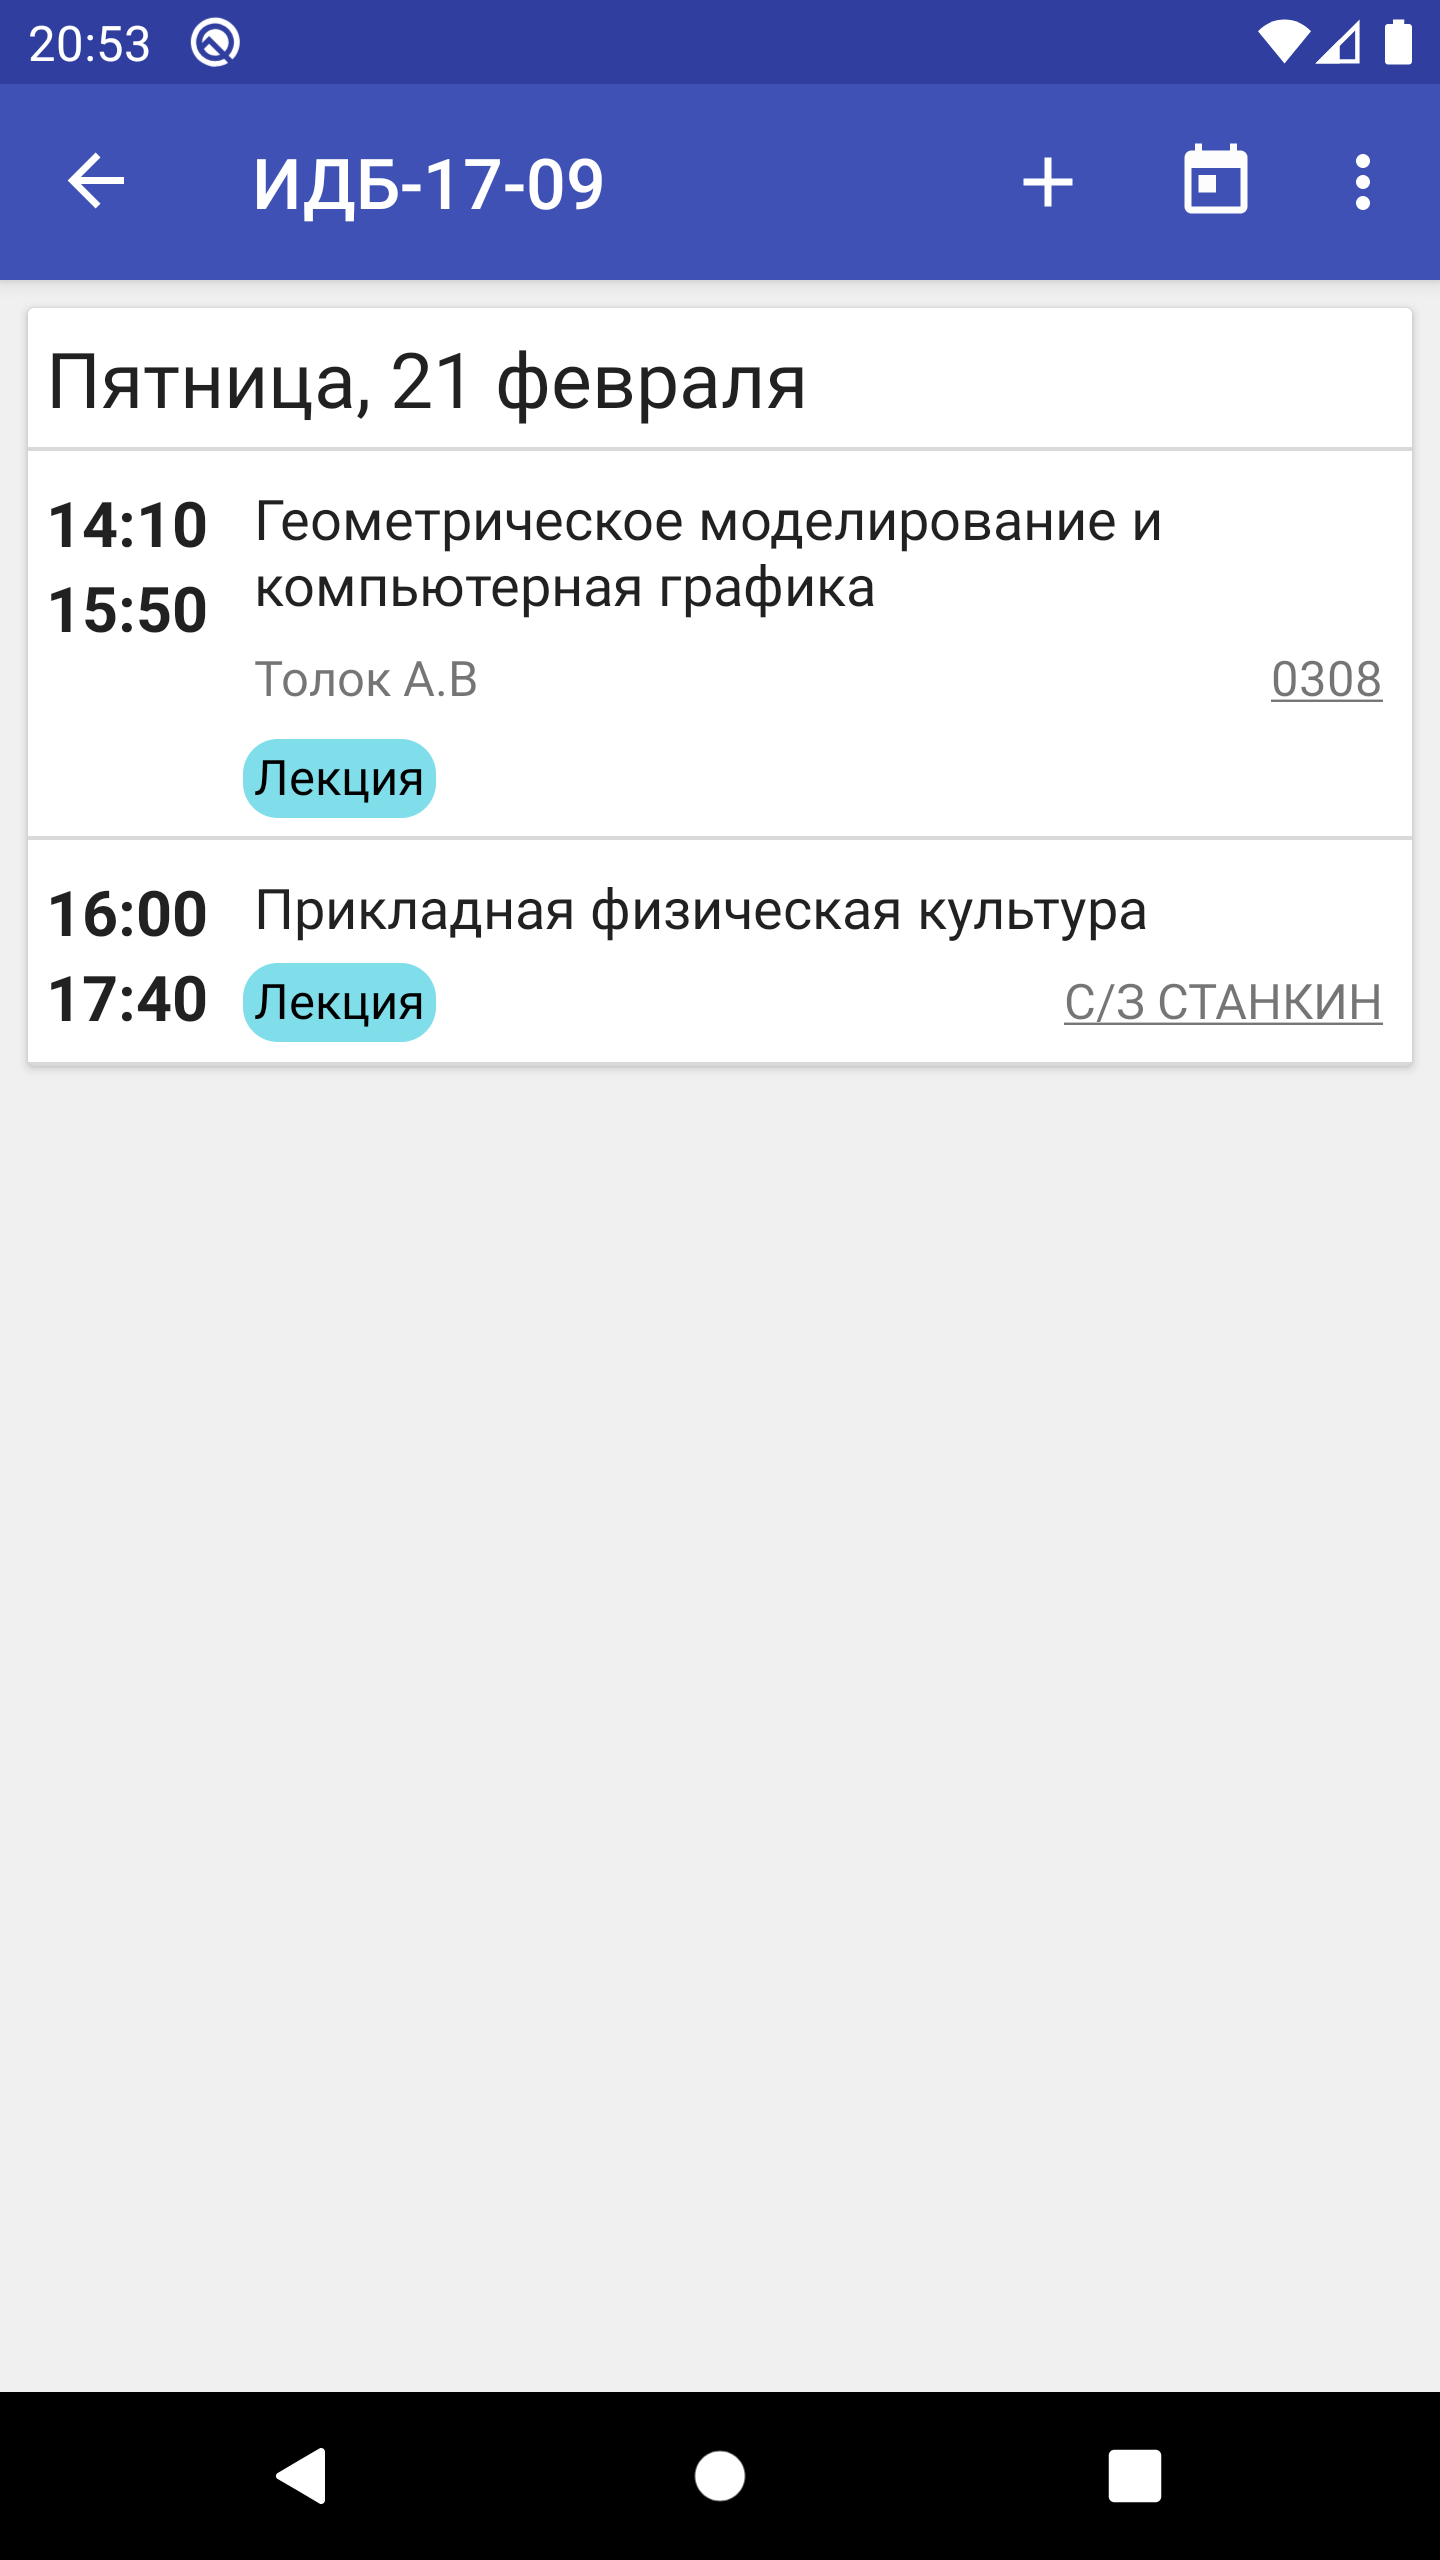 20:53
ИДБ-17-09
Пятница, 21 февраля
14:10
15:50
Геометрическое моделирование и
компьютерная графика
Толок А.В
0308
Лекция
16:00
17:40
Прикладная физическая культура
Лекция
С/З СТАНКИН